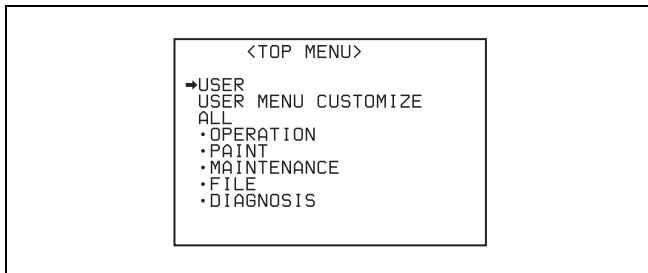 <TOP MENU>
➡USER
USER MENU CUSTOMIZE
ALL
·OPERATION
·PAINT
·MAINTENANCE
·FILE
·DIAGNOSIS